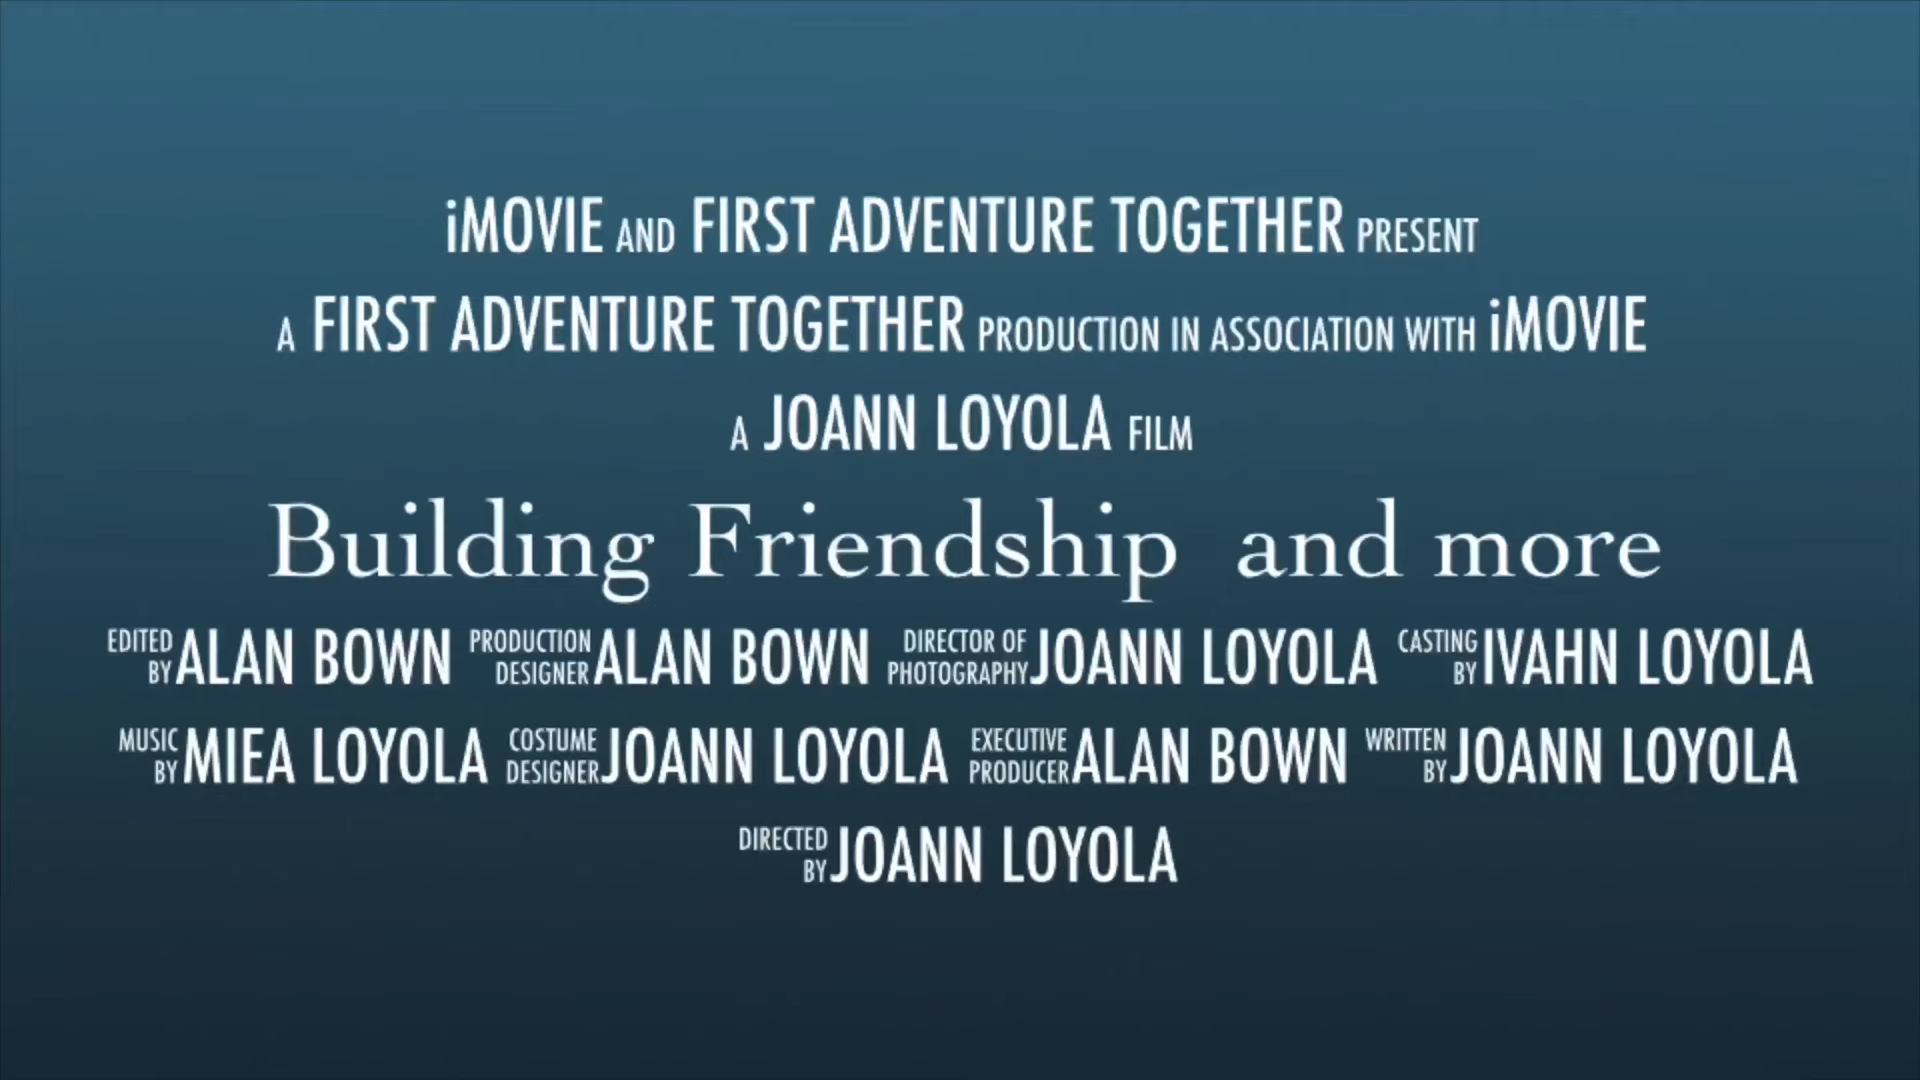 iMOVIE AND FIRST ADVENTURE TOGETHER PRESENT
A FIRST ADVENTURE TOGETHER PRODUCTION IN ASSOCIATION WITH iMOVIE
A JOANN LOYOLA FILM
Building Friendship and more
EDITED BY ALAN BOWN PRODUCTION DESIGNER ALAN BOWN DIRECTOR OF PHOTOGRAPHY JOANN LOYOLA CASTING BY IVAHN LOYOLA
MUSIC BY MIEA LOYOLA COSTUME DESIGNER JOANN LOYOLA EXECUTIVE PRODUCER ALAN BOWN WRITTEN BY JOANN LOYOLA
DIRECTED BY JOANN LOYOLA